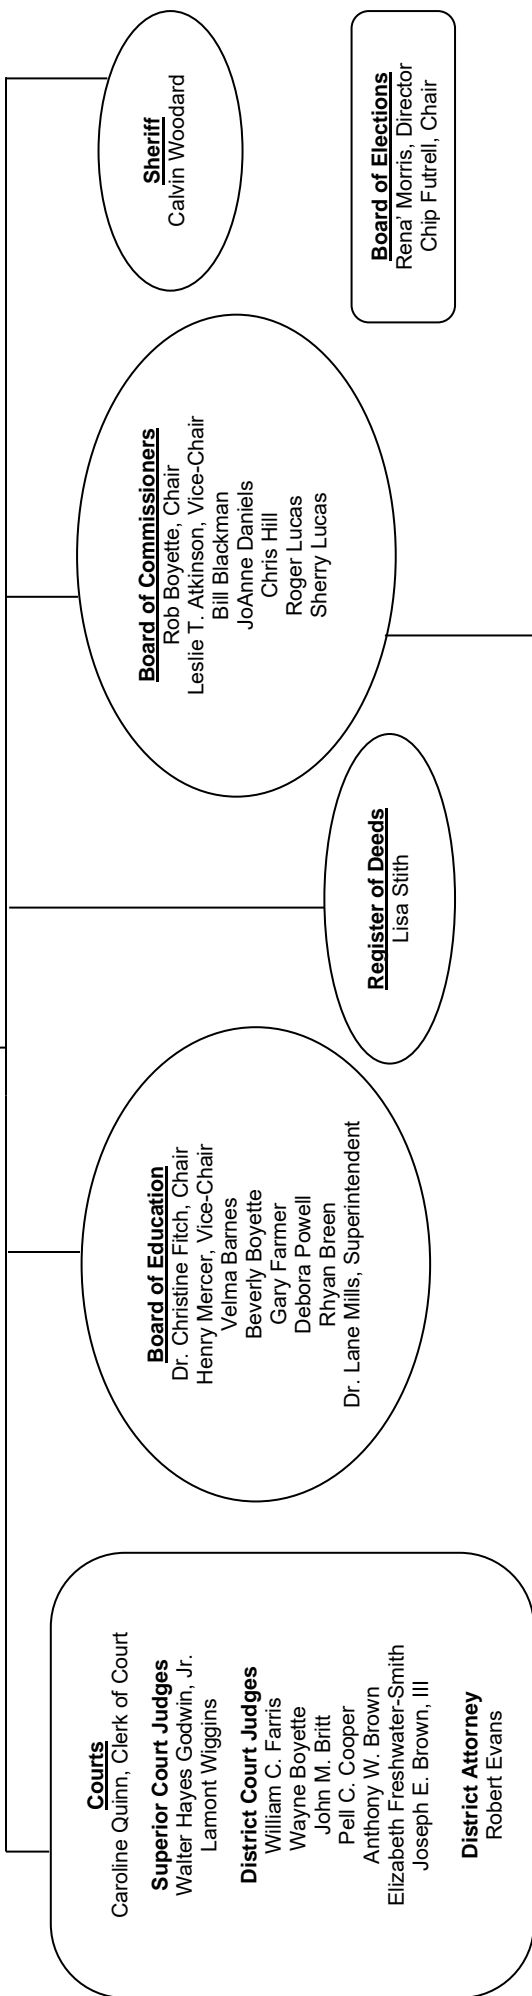 Courts
Caroline Quinn, Clerk of Court
Superior Court Judges
Walter Hayes Godwin, Jr.
Lamont Wiggins
District Court Judges
William C. Farris
Wayne Boyette
John M. Britt
Pell C. Cooper
Anthony W. Brown
Elizabeth Freshwater-Smith
Joseph E. Brown, III
District Attorney
Robert Evans
Board of Education
Dr. Christine Fitch, Chair
Henry Mercer, Vice-Chair
Velma Barnes
Beverly Boyette
Gary Farmer
Debora Powell
Rhyan Breen
Dr. Lane Mills, Superintendent
Register of Deeds
Lisa Stith
Board of Commissioners
Rob Boyette, Chair
Leslie T. Atkinson, Vice-Chair
Bill Blackman
JoAnne Daniels
Chris Hill
Roger Lucas
Sherry Lucas
Sheriff
Calvin Woodard
Board of Elections
Rena' Morris, Director
Chip Futrell, Chair